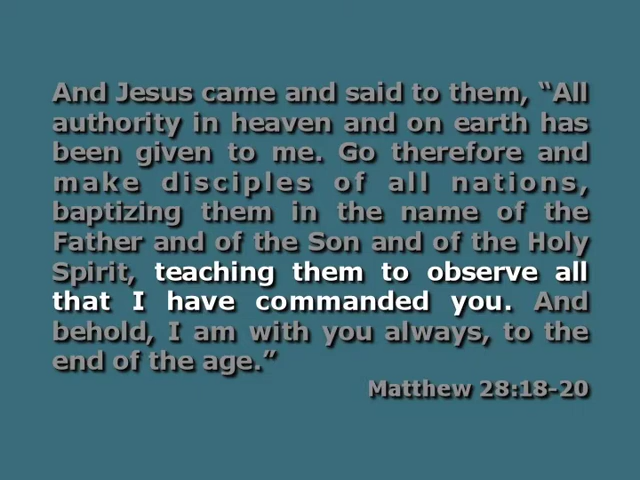 And Jesus came and said to them, “All
authority in heaven and on earth has
been given to me. Go therefore and
make disciples of all nations,
baptizing them in the name of the
Father and of the Son and of the Holy
Spirit, teaching them to observe all
that I have commanded you. And
behold, I am with you always, to the
end of the age.”
Matthew 28:18-20